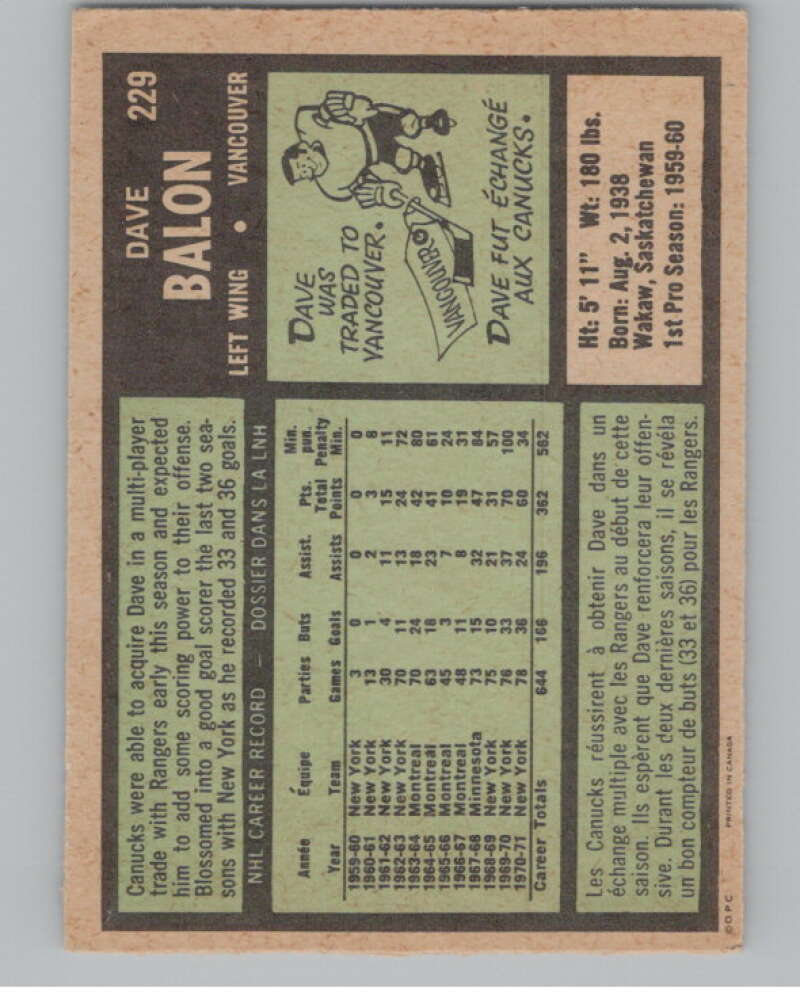 DAVE 229
BALON
LEFT WING • VANCOUVER
Canucks were able to acquire Dave in a multi-player
trade with Rangers early this season and expected
him to add some scoring power to their offense.
Blossomed into a good goal scorer the last two sea-
sons with New York as he recorded 33 and 36 goals.
NHL CAREER RECORD — DOSSIER DANS LA LNH
Année Équipe Parties Buts Assist. Pts. Total Min. pun. Penalty
Year Team Games Goals Assists Points Min.
1959-60 New York 3 0 0 0 0
1960-61 New York 13 1 2 3 8
1961-62 New York 30 4 11 15 11
1962-63 New York 70 11 13 24 72
1963-64 Montreal 70 24 18 42 80
1964-65 Montreal 63 18 23 41 61
1965-66 Montreal 45 3 7 10 24
1966-67 Montreal 48 11 8 19 31
1967-68 Minnesota 73 15 32 47 84
1968-69 New York 75 10 21 31 57
1969-70 New York 76 33 37 70 100
1970-71 New York 78 36 24 60 34
Career Totals 644 166 196 362 562
DAVE
WAS
TRADED TO
VANCOUVER.
VANCOUVER
DAVE FUT ÉCHANGÉ
AUX CANUCKS.
Les Canucks réussirent à obtenir Dave dans un
échange multiple avec les Rangers au début de cette
saison. Ils espèrent que Dave renforcera leur offen-
sive. Durant les deux dernières saisons, il se révéla
un bon compteur de buts (33 et 36) pour les Rangers.
Ht: 5' 11" Wt: 180 lbs.
Born: Aug. 2, 1938
Wakaw, Saskatchewan
1st Pro Season: 1959-60
© O P C PRINTED IN CANADA